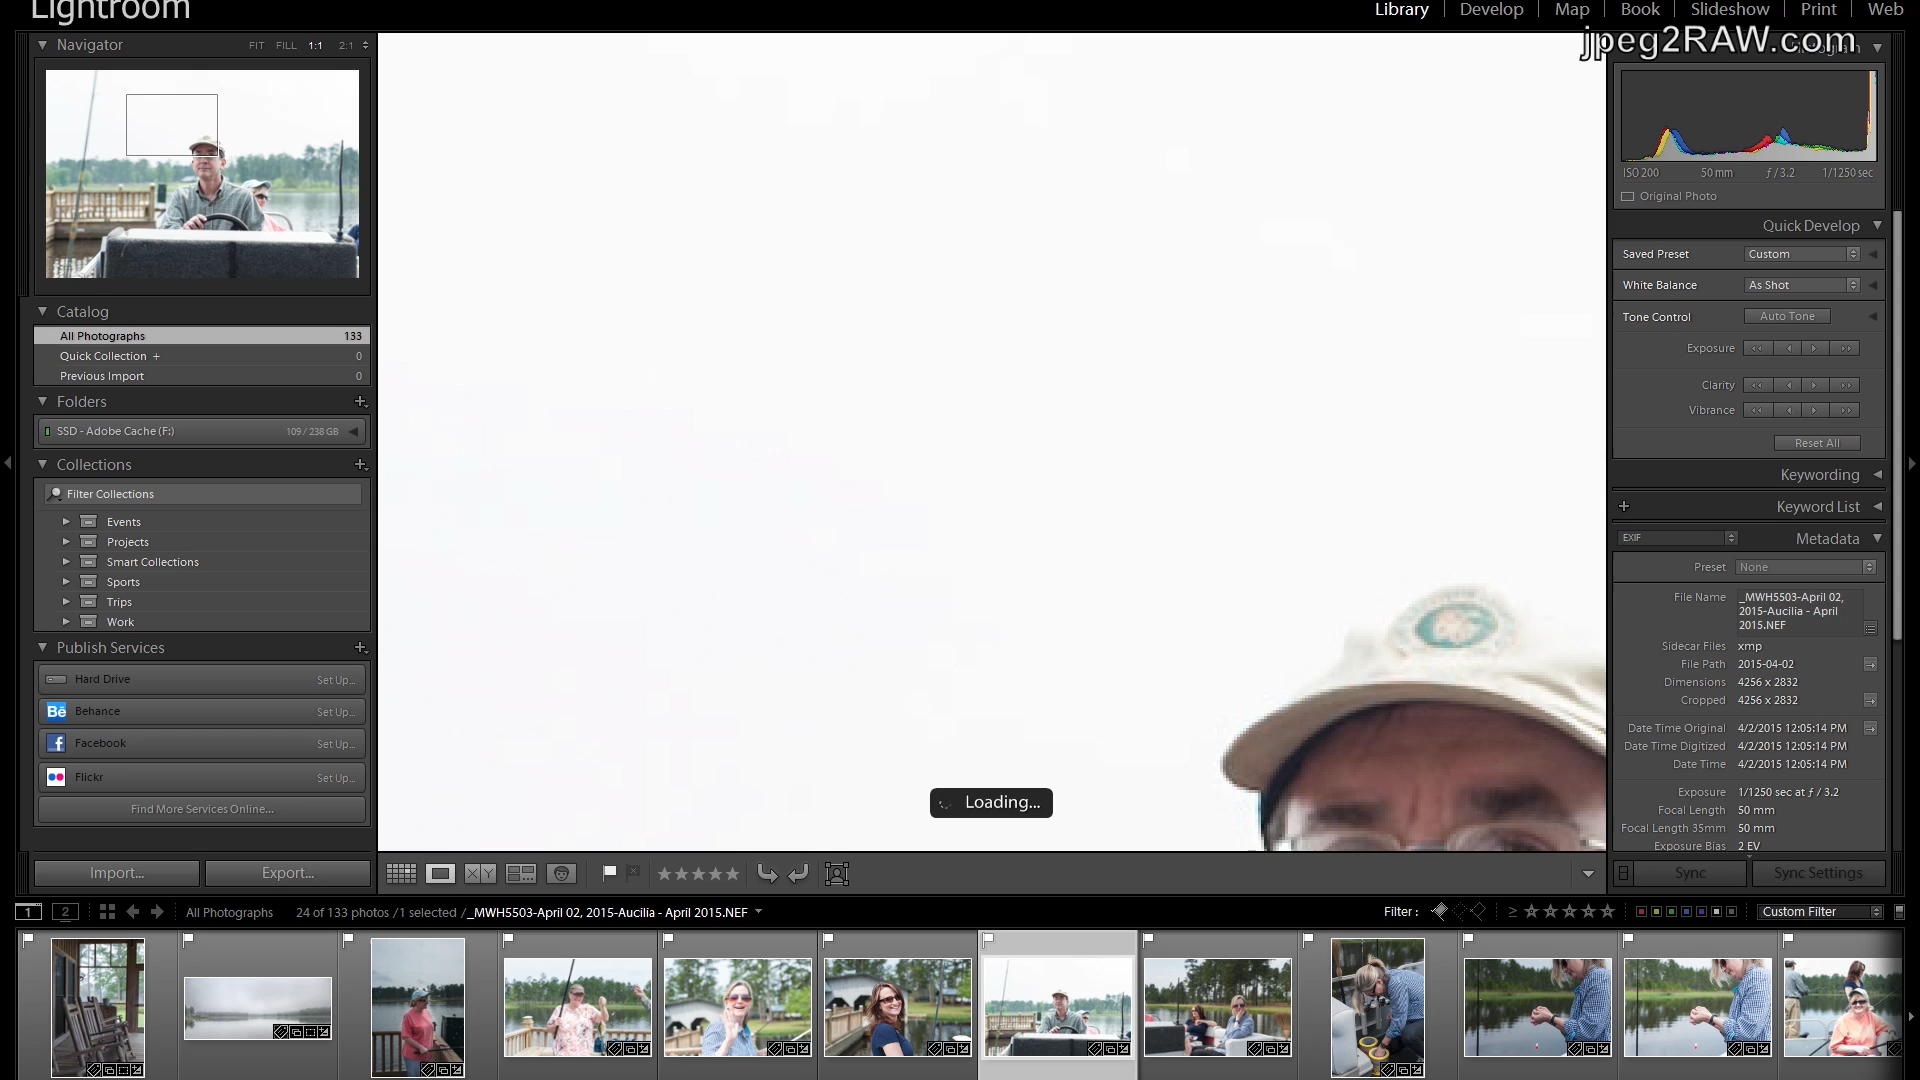 Lightroom
Library Develop Map Book Slideshow Print Web
jpeg2RAW.com
Navigator FIT FILL 1:1 2:1
ISO 200 50 mm ƒ / 3.2 1/1250 sec
Original Photo
Quick Develop
Saved Preset Custom
White Balance As Shot
Tone Control Auto Tone
Exposure
Clarity
Vibrance
Reset All
Keywording
Keyword List
EXIF Metadata
Preset None
File Name _MWH5503-April 02,
2015-Aucilia - April
2015.NEF
Sidecar Files xmp
File Path 2015-04-02
Dimensions 4256 x 2832
Cropped 4256 x 2832
Date Time Original 4/2/2015 12:05:14 PM
Date Time Digitized 4/2/2015 12:05:14 PM
Date Time 4/2/2015 12:05:14 PM
Exposure 1/1250 sec at ƒ / 3.2
Focal Length 50 mm
Focal Length 35mm 50 mm
Exposure Bias 2 EV
Sync Sync Settings
Catalog
All Photographs 133
Quick Collection + 0
Previous Import 0
Folders
SSD - Adobe Cache (F:) 109 / 238 GB
Collections
Filter Collections
Events
Projects
Smart Collections
Sports
Trips
Work
Publish Services
Hard Drive Set Up...
Bē Behance Set Up...
f Facebook Set Up...
Flickr Set Up...
Find More Services Online...
Import... Export...
Loading...
X Y
1 2 All Photographs 24 of 133 photos /1 selected /_MWH5503-April 02, 2015-Aucilia - April 2015.NEF Filter : ≥ Custom Filter